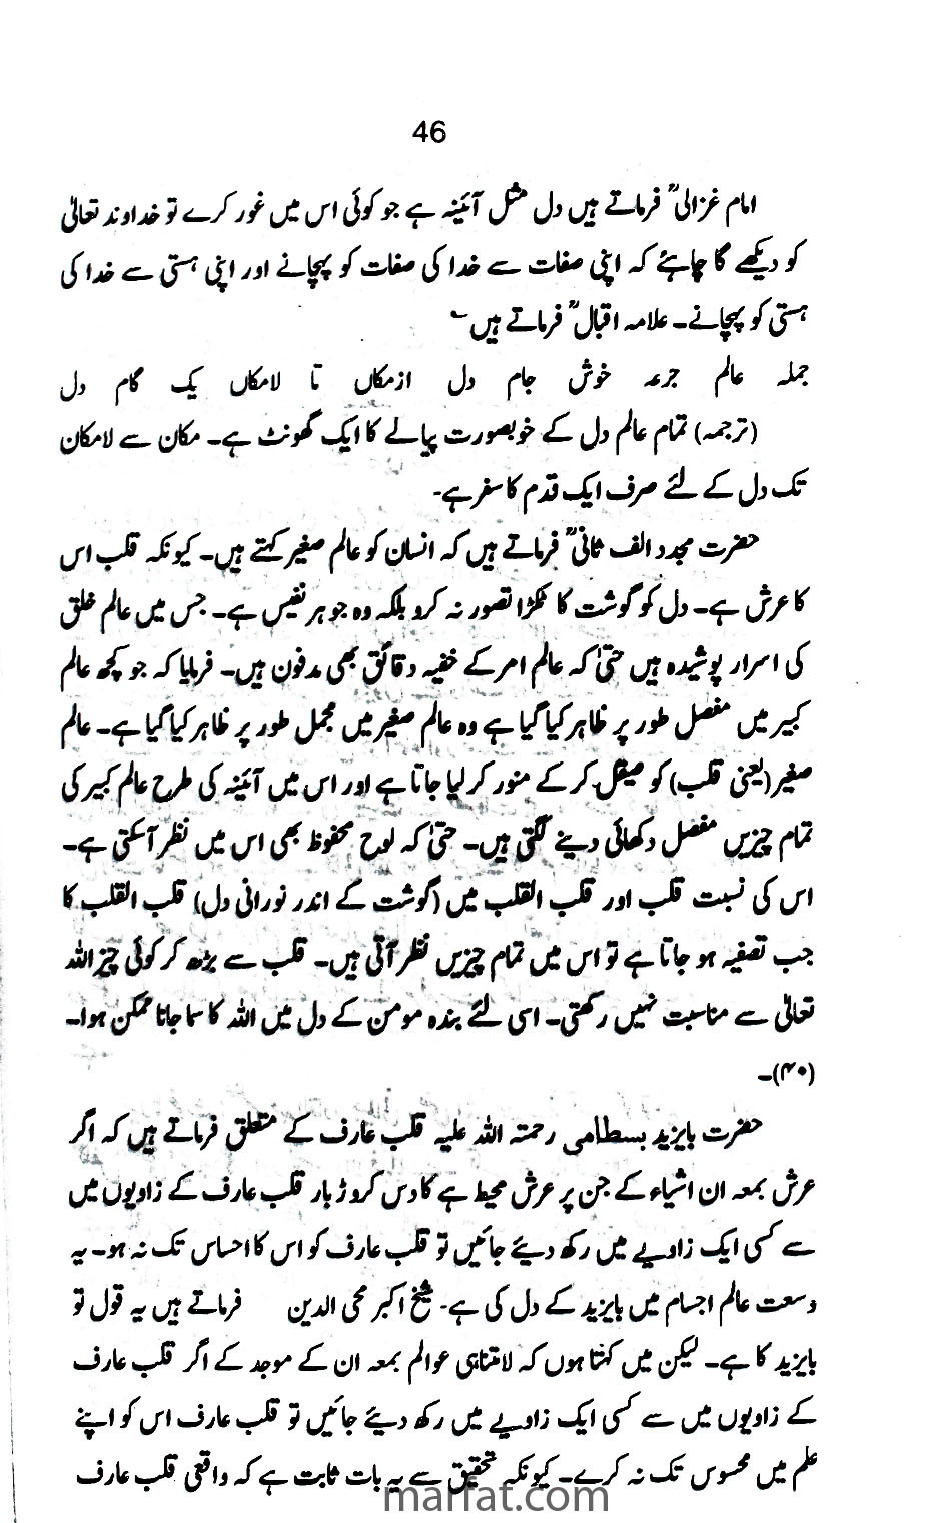 46
امام غزالیؒ فرماتے ہیں دل مثل آئینہ ہے جو کوئی اس میں غور کرے تو خداوند تعالیٰ
کو دیکھے گا چاہئے کہ اپنی صفات سے خدا کی صفات کو پہچانے اور اپنی ہستی سے خدا کی
ہستی کو پہچانے۔ علامہ اقبالؒ فرماتے ہیں ؎
جملہ عالم جرعہ خوش جام دل ازمکاں تا لامکاں یک گام دل
(ترجمہ) تمام عالم دل کے خوبصورت پیالے کا ایک گھونٹ ہے۔ مکان سے لامکان
تک دل کے لئے صرف ایک قدم کا سفر ہے۔
حضرت مجدد الف ثانیؒ فرماتے ہیں کہ انسان کو عالم صغیر کہتے ہیں۔ کیونکہ قلب اس
کا عرش ہے۔ دل کو گوشت کا ٹکڑا تصور نہ کرو بلکہ وہ جوہر نفیس ہے۔ جس میں عالم خلق
کی اسرار پوشیدہ ہیں حتیٰ کہ عالم امر کے خفیہ دقائق بھی مدفون ہیں۔ فرمایا کہ جو کچھ عالم
کبیر میں مفصل طور پر ظاہر کیا گیا ہے وہ عالم صغیر میں مجمل طور پر ظاہر کیا گیا ہے۔ عالم
صغیر (یعنی قلب) کو صیقل کر کے منور کر لیا جاتا ہے اور اس میں آئینہ کی طرح عالم کبیر کی
تمام چیزیں مفصل دکھائی دینے لگتی ہیں۔ حتیٰ کہ لوح محفوظ بھی اس میں نظر آسکتی ہے۔
اس کی نسبت قلب اور قلب القلب میں (گوشت کے اندر نورانی دل) قلب القلب کا
جب تصفیہ ہو جاتا ہے تو اس میں تمام چیزیں نظر آتی ہیں۔ قلب سے بڑھ کر کوئی چیز اللہ
تعالیٰ سے مناسبت نہیں رکھتی۔ اسی لئے بندہ مومن کے دل میں اللہ کا سما جانا ممکن ہوا۔
(۴۰)۔
حضرت بایزید بسطامی رحمتہ اللہ علیہ قلب عارف کے متعلق فرماتے ہیں کہ اگر
عرش بمعہ ان اشیاء کے جن پر عرش محیط ہے کا دس کروڑ بار قلب عارف کے زاویوں میں
سے کسی ایک زاویے میں رکھ دیئے جائیں تو قلب عارف کو اس کا احساس تک نہ ہو۔ یہ
وسعت عالم اجسام میں بایزید کے دل کی ہے۔ شیخ اکبر محی الدین فرماتے ہیں یہ قول تو
بایزید کا ہے۔ لیکن میں کہتا ہوں کہ لامتناہی عوالم بمعہ ان کے موجد کے اگر قلب عارف
کے زاویوں میں سے کسی ایک زاویے میں رکھ دیئے جائیں تو قلب عارف اس کو اپنے
علم میں محسوس تک نہ کرے۔ کیونکہ تحقیق سے یہ بات ثابت ہے کہ واقعی قلب عارف
marfat.com